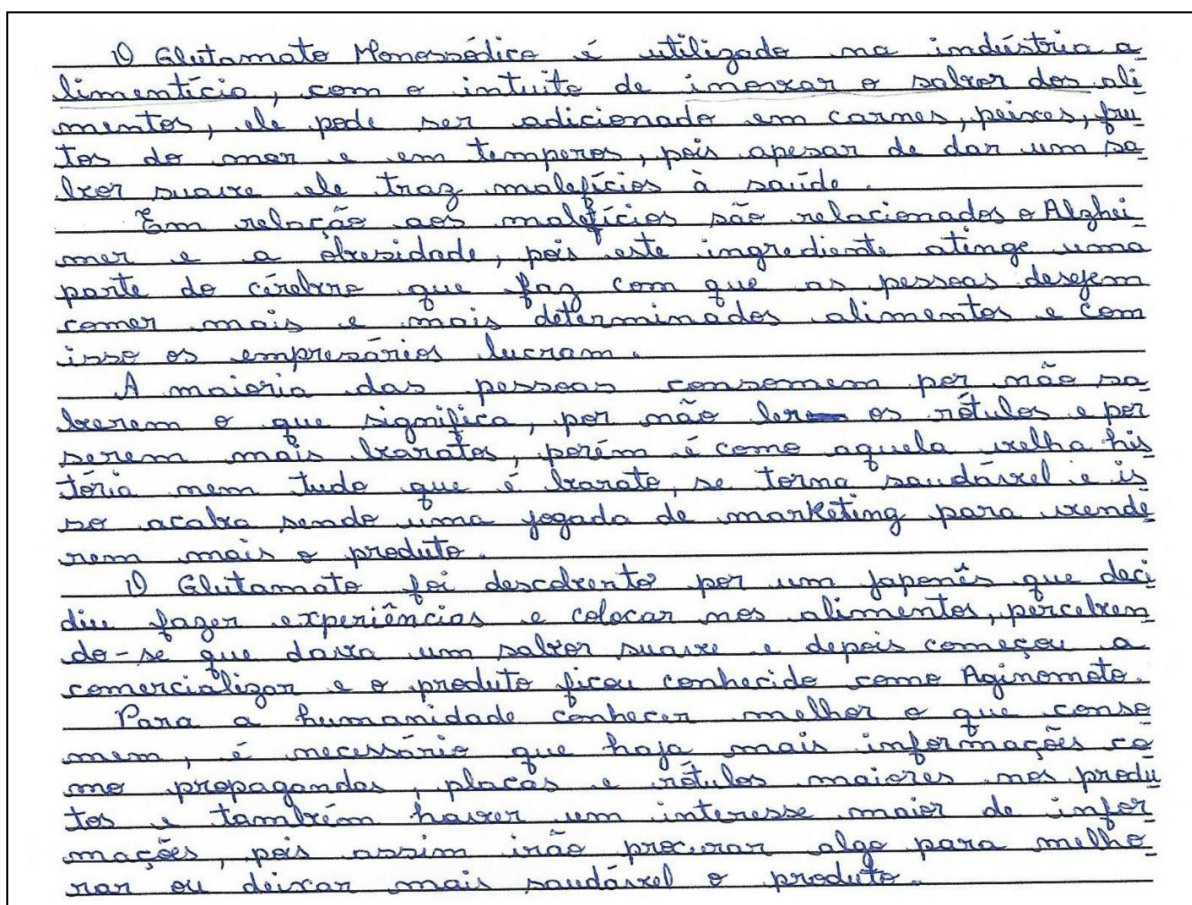 O Glutamato Monossódico é utilizado na indústria a
limentício, com o intuito de inovar o sabor dos ali
mentos, ele pode ser adicionado em carnes, peixes, fru
tos do mar e em temperos, pois apesar de dar um sa
bor suave ele traz malefícios à saúde.
Em relação aos malefícios são relacionados o Alzhei
mer e a obesidade, pois este ingrediente atinge uma
parte do cérebro que faz com que as pessoas desejem
comer mais e mais determinados alimentos e com
isso os empresários lucram.
A maioria das pessoas consomem por não sa
berem o que significa, por não ler os rótulos e por
serem mais baratos, porém é como aquela velha his
tória nem tudo que é barato, se torna saudável e is
so acaba sendo uma jogada de marketing para vende
rem mais o produto.
O Glutamato foi descoberto por um japonês que deci
diu fazer experiências e colocar nos alimentos, perceben
do-se que dava um sabor suave e depois começou a
comercializar e o produto ficou conhecido como Aginomoto.
Para a humanidade conhecer melhor o que conso
mem, é necessário que haja mais informações co
mo propagandas, placas e rótulos maiores nos produ
tos e também haver um interesse maior de infor
mações, pois assim irão procurar algo para melho
rar ou deixar mais saudável o produto.